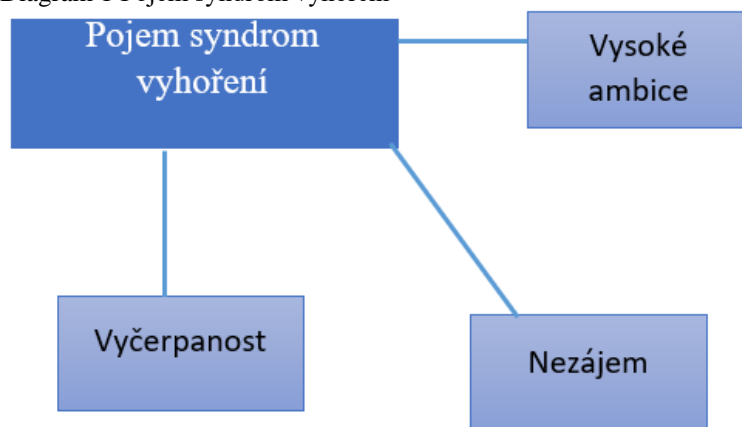 Pojem syndrom
vyhoření
Vysoké
ambice
Vyčerpanost
Nezájem